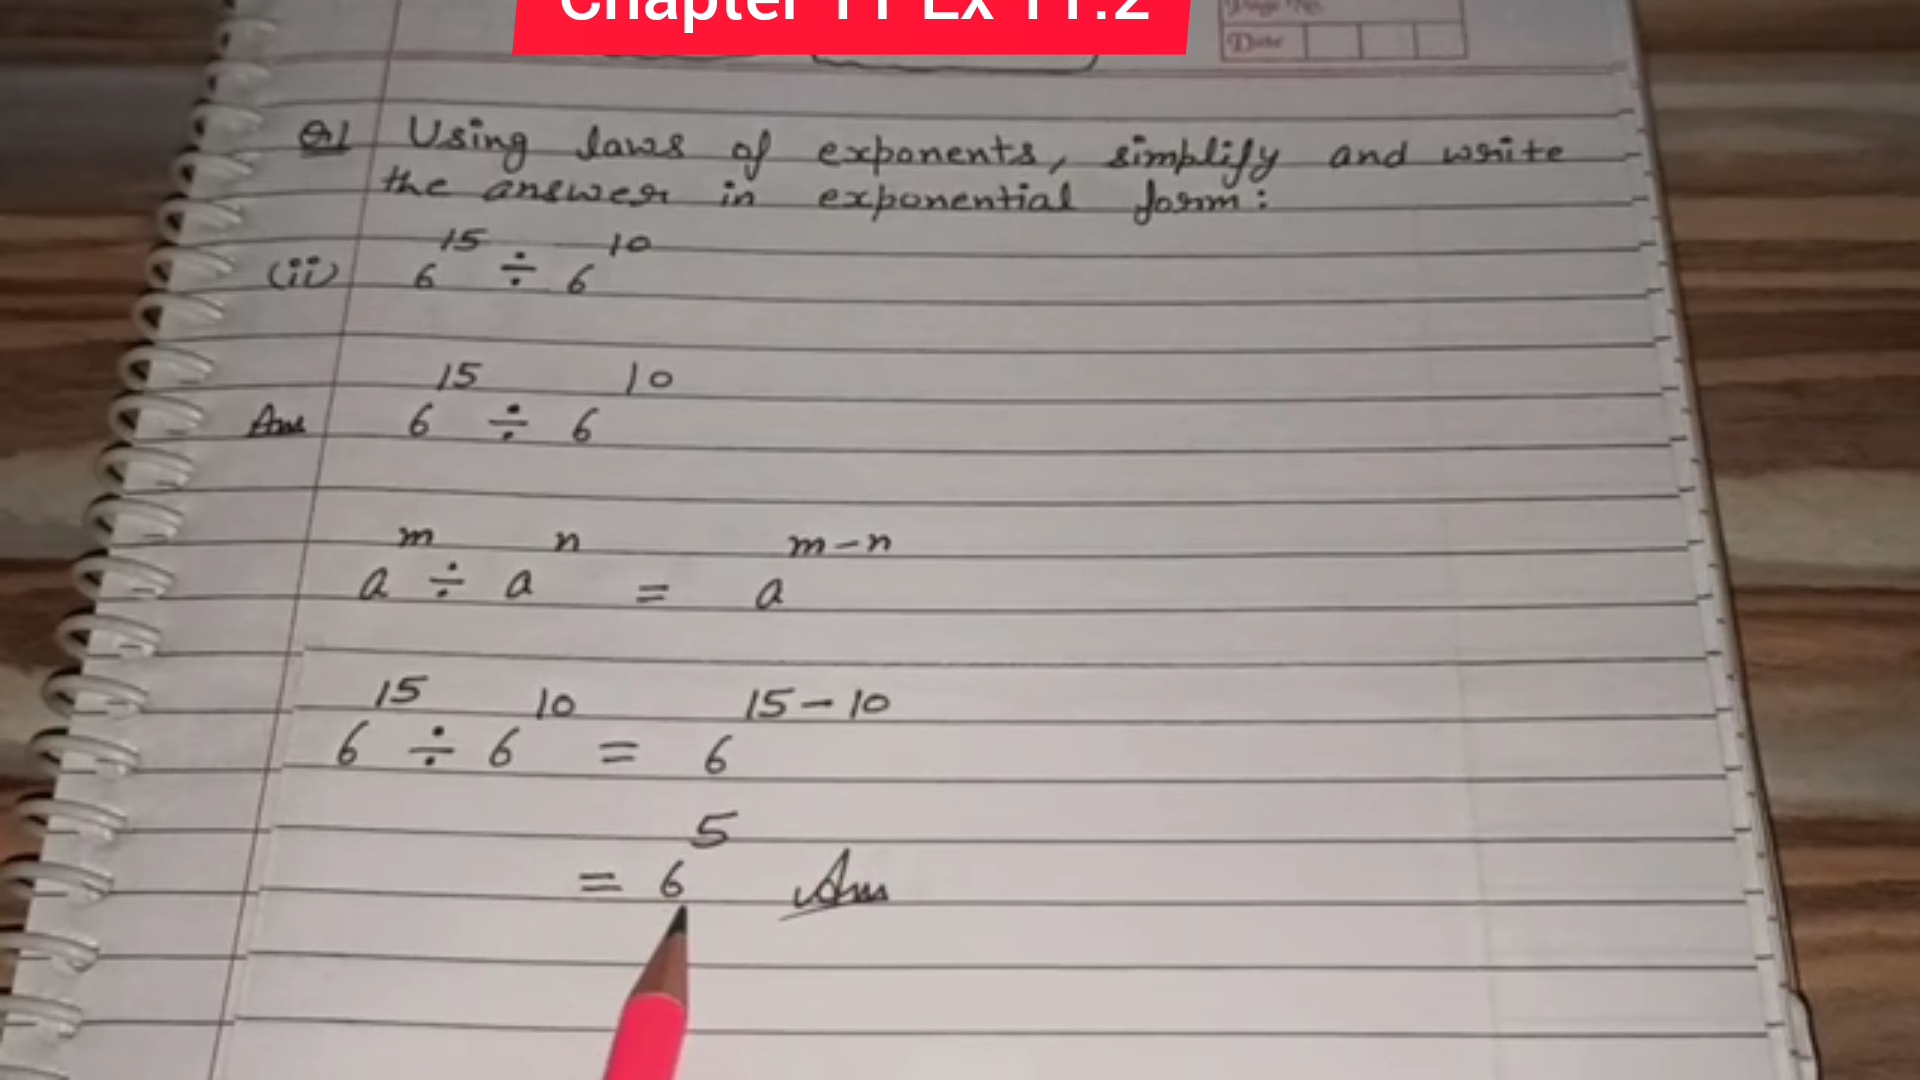 Chapter 11 Ex 11.2
Page No.
Date
Q1 Using laws of exponents, simplify and write
the answer in exponential form:
(ii) 6^15 ÷ 6^10
Ans 6^15 ÷ 6^10
a^m ÷ a^n = a^m-n
6^15 ÷ 6^10 = 6^15-10
= 6^5 Ans